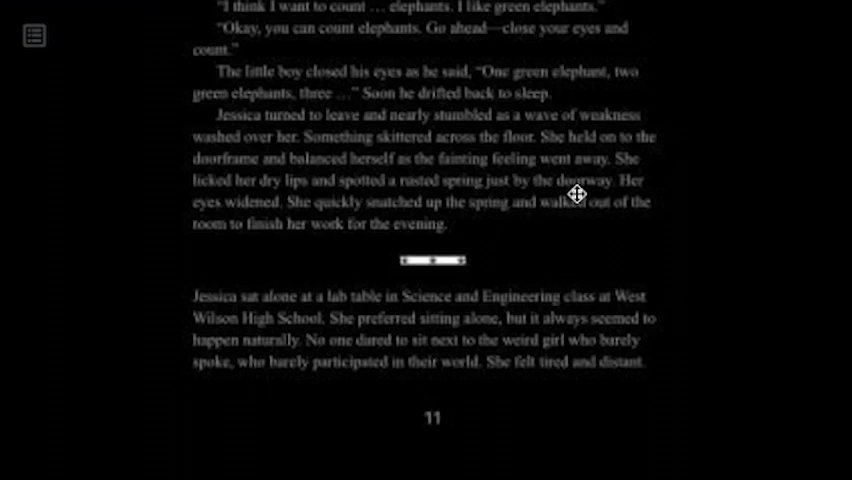 “I think I want to count … elephants. I like green elephants.”
“Okay, you can count elephants. Go ahead—close your eyes and
count.”
The little boy closed his eyes as he said, “One green elephant, two
green elephants, three …” Soon he drifted back to sleep.
Jessica turned to leave and nearly stumbled as a wave of weakness
washed over her. Something skittered across the floor. She held on to the
doorframe and balanced herself as the fainting feeling went away. She
licked her dry lips and spotted a rusted spring just by the doorway. Her
eyes widened. She quickly snatched up the spring and walked out of the
room to finish her work for the evening.
Jessica sat alone at a lab table in Science and Engineering class at West
Wilson High School. She preferred sitting alone, but it always seemed to
happen naturally. No one dared to sit next to the weird girl who barely
spoke, who barely participated in their world. She felt tired and distant.
11